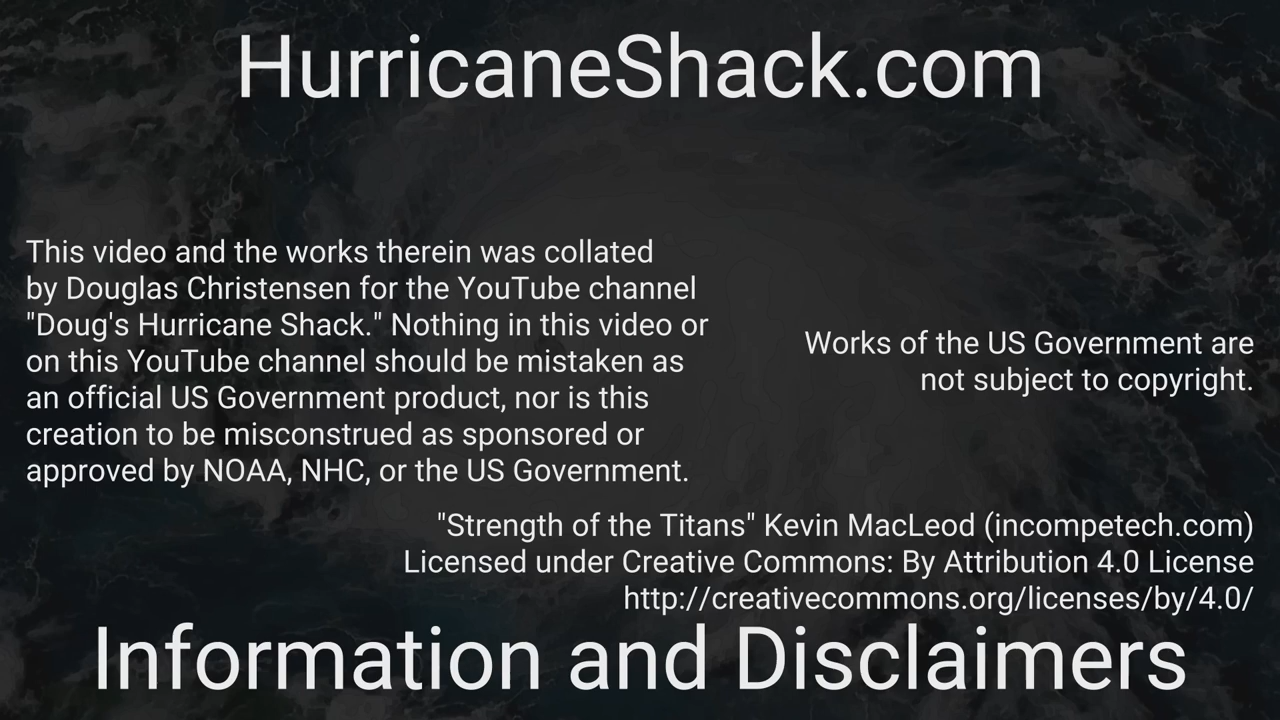 HurricaneShack.com
This video and the works therein was collated
by Douglas Christensen for the YouTube channel
"Doug's Hurricane Shack." Nothing in this video or
on this YouTube channel should be mistaken as
an official US Government product, nor is this
creation to be misconstrued as sponsored or
approved by NOAA, NHC, or the US Government.
Works of the US Government are
not subject to copyright.
"Strength of the Titans" Kevin MacLeod (incompetech.com)
Licensed under Creative Commons: By Attribution 4.0 License
http://creativecommons.org/licenses/by/4.0/
Information and Disclaimers